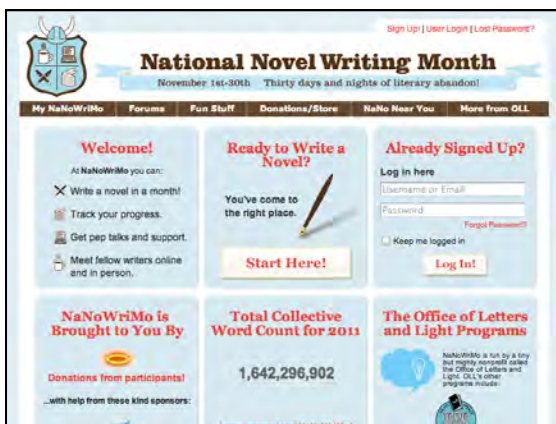 Sign Up! | User Login | Lost Password?
National Novel Writing Month
November 1st-30th Thirty days and nights of literary abandon!
My NaNoWriMo Forums Fun Stuff Donations/Store NaNo Near You More from OLL
Welcome!
At NaNoWriMo you can:
Write a novel in a month!
Track your progress.
Get pep talks and support.
Meet fellow writers online
and in person.
Ready to Write a
Novel?
You've come to
the right place.
Start Here!
Already Signed Up?
Log in here
Username or Email
Password
Forgot Password?
Keep me logged in
Log In!
NaNoWriMo is
Brought to You By
Donations from participants!
...with help from these kind sponsors:
Total Collective
Word Count for 2011
1,642,296,902
The Office of Letters
and Light Programs
NaNoWriMo is run by a tiny
but mighty nonprofit called
the Office of Letters and
Light. OLL's other
programs include: